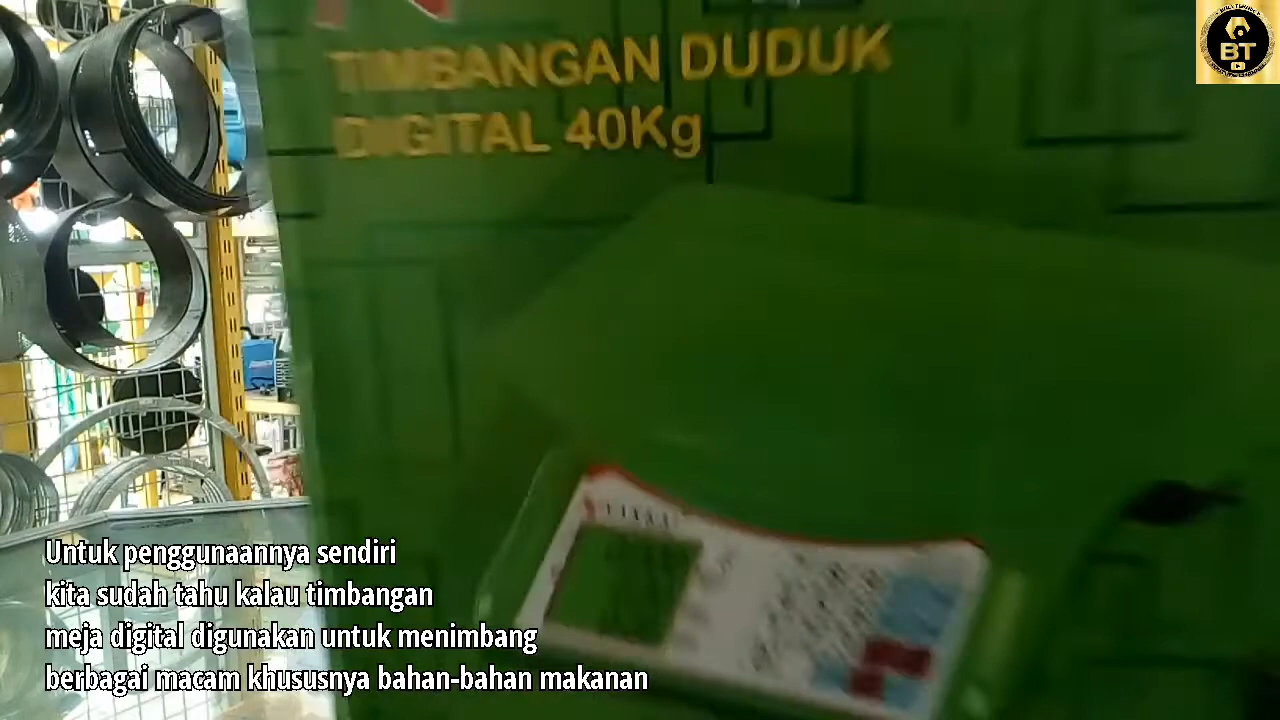 TIMBANGAN DUDUK
DIGITAL 40Kg
BT
Untuk penggunaannya sendiri
kita sudah tahu kalau timbangan
meja digital digunakan untuk menimbang
berbagai macam khususnya bahan-bahan makanan